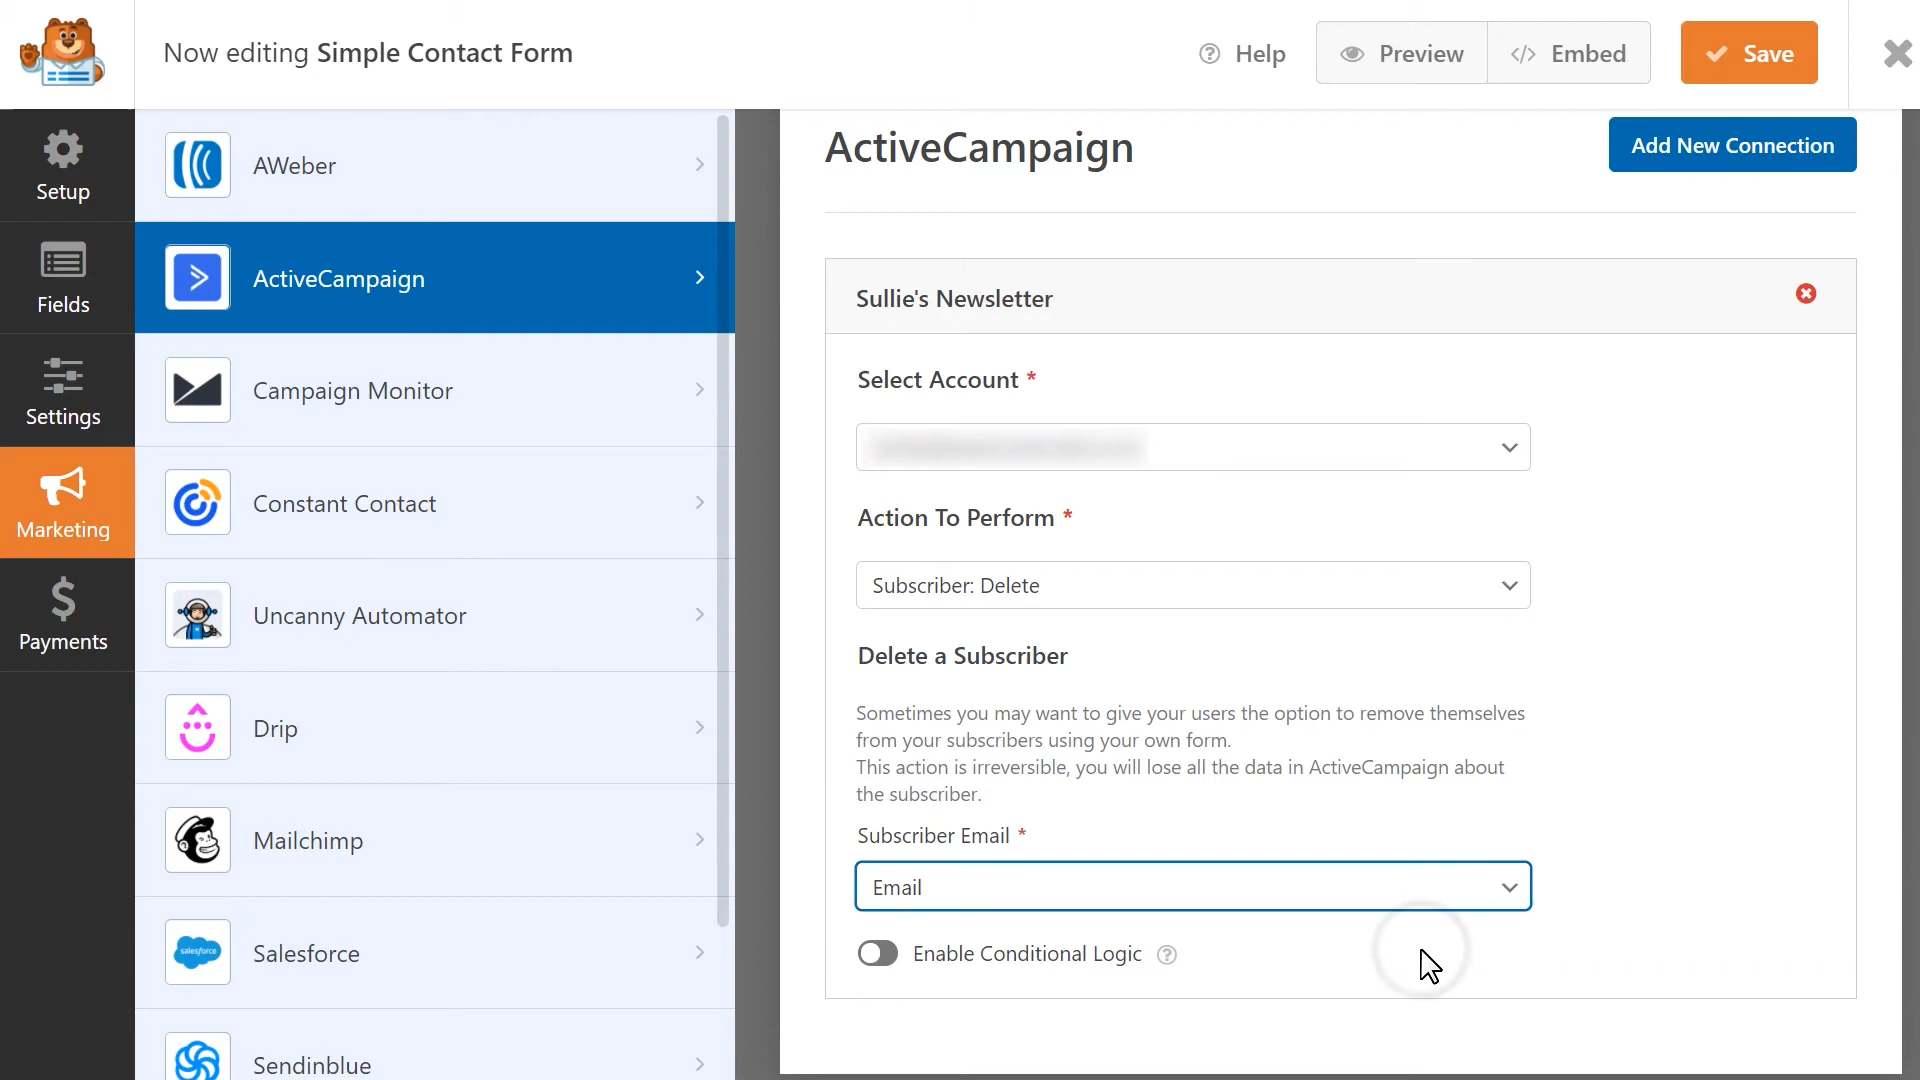 Now editing Simple Contact Form
Help
Preview
Embed
Save
Setup
Fields
Settings
Marketing
Payments
AWeber
ActiveCampaign
Campaign Monitor
Constant Contact
Uncanny Automator
Drip
Mailchimp
salesforce
Salesforce
Sendinblue
ActiveCampaign
Add New Connection
Sullie's Newsletter
Select Account *
Action To Perform *
Subscriber: Delete
Delete a Subscriber
Sometimes you may want to give your users the option to remove themselves
from your subscribers using your own form.
This action is irreversible, you will lose all the data in ActiveCampaign about
the subscriber.
Subscriber Email *
Email
Enable Conditional Logic